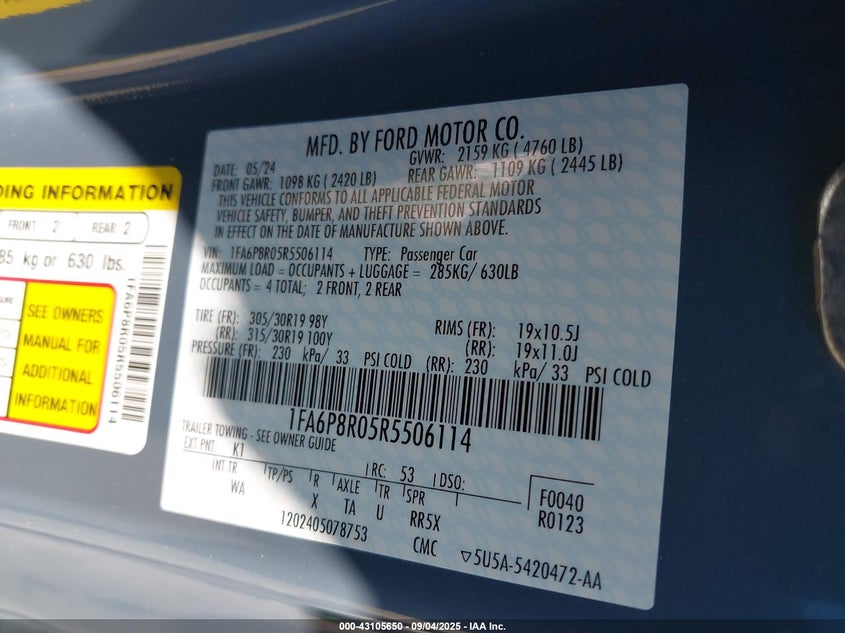 DING INFORMATION
FRONT 2
REAR 2
85 kg or 630 lbs.
SEE OWNERS
MANUAL FOR
ADDITIONAL
INFORMATION
1FA6P8R05R5506114
MFD. BY FORD MOTOR CO.
DATE: 05/24
GVWR: 2159 KG ( 4760 LB)
FRONT GAWR: 1098 KG ( 2420 LB)
REAR GAWR: 1109 KG ( 2445 LB)
THIS VEHICLE CONFORMS TO ALL APPLICABLE FEDERAL MOTOR
VEHICLE SAFETY, BUMPER, AND THEFT PREVENTION STANDARDS
IN EFFECT ON THE DATE OF MANUFACTURE SHOWN ABOVE.
VIN: 1FA6P8R05R5506114 TYPE: Passenger Car
MAXIMUM LOAD = OCCUPANTS + LUGGAGE = 285KG/ 630LB
OCCUPANTS = 4 TOTAL; 2 FRONT, 2 REAR
TIRE (FR): 305/30R19 98Y RIMS (FR): 19x10.5J
(RR): 315/30R19 100Y (RR): 19x11.0J
PRESSURE (FR): 230 kPa/ 33 PSI COLD (RR): 230 kPa/ 33 PSI COLD
1FA6P8R05R5506114
TRAILER TOWING - SEE OWNER GUIDE
EXT PNT: K1 RC: 53 DSO:
INT TR TP/PS R AXLE TR SPR F0040
WA X TA U RR5X R0123
1202405078753 CMC ▽5U5A-5420472-AA
000-43105650 - 09/04/2025 - IAA Inc.